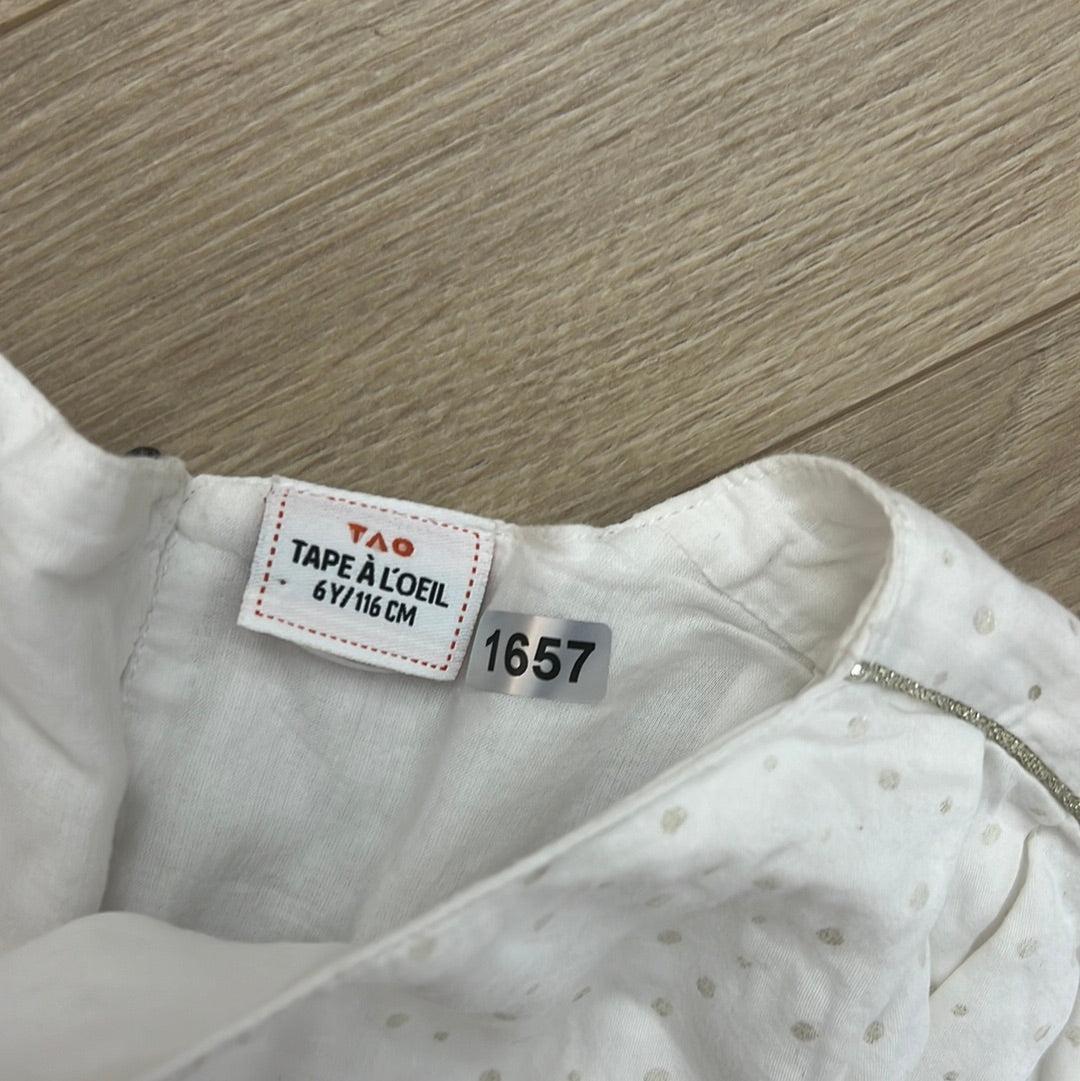 TAO
TAPE À L'OEIL
6Y/116 CM
1657